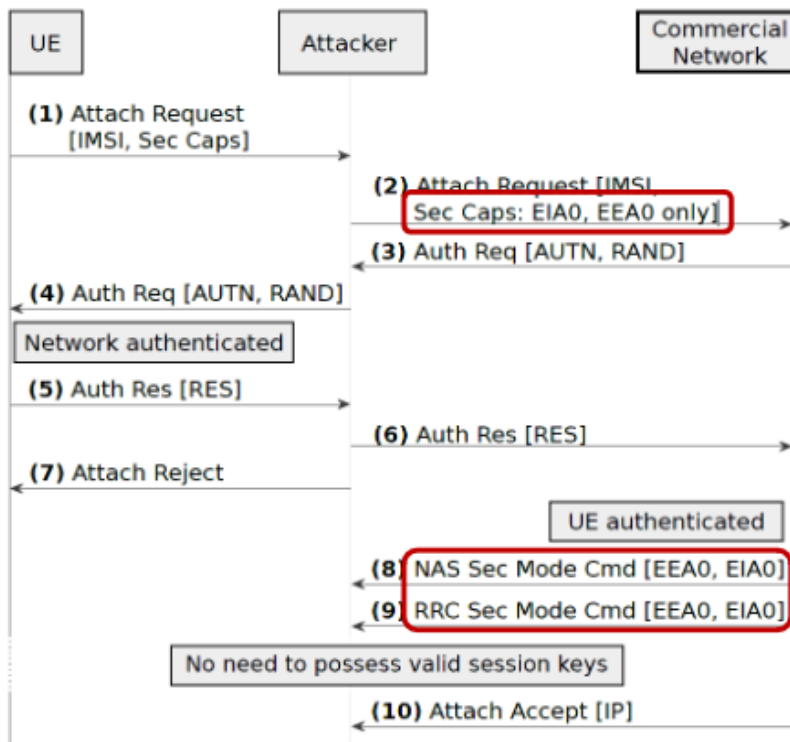 UE
Attacker
Commercial
Network
(1) Attach Request
[IMSI, Sec Caps]
(2) Attach Request [IMSI,
Sec Caps: EIA0, EEA0 only]
(3) Auth Req [AUTN, RAND]
(4) Auth Req [AUTN, RAND]
Network authenticated
(5) Auth Res [RES]
(6) Auth Res [RES]
(7) Attach Reject
UE authenticated
(8) NAS Sec Mode Cmd [EEA0, EIA0]
(9) RRC Sec Mode Cmd [EEA0, EIA0]
No need to possess valid session keys
(10) Attach Accept [IP]